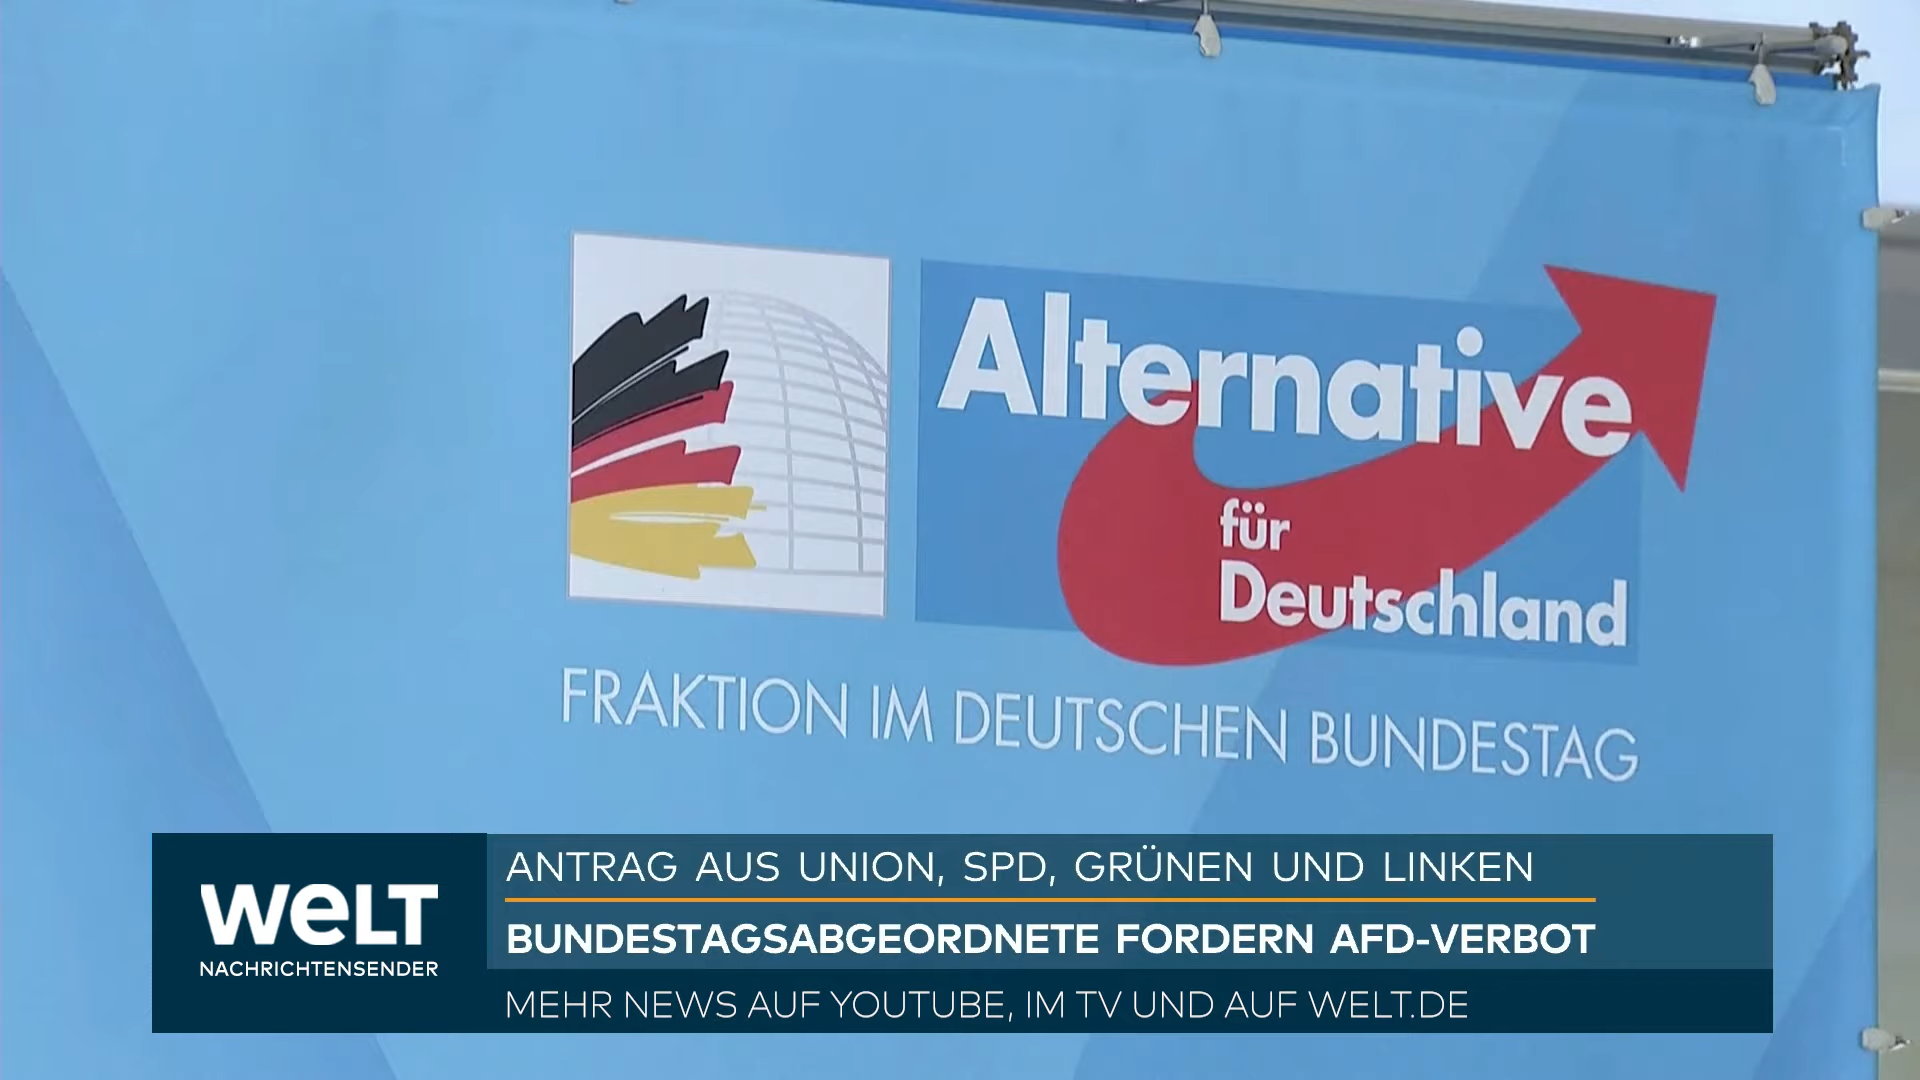 Alternative
für
Deutschland
FRAKTION IM DEUTSCHEN BUNDESTAG
WELT
NACHRICHTENSENDER
ANTRAG AUS UNION, SPD, GRÜNEN UND LINKEN
BUNDESTAGSABGEORDNETE FORDERN AFD-VERBOT
MEHR NEWS AUF YOUTUBE, IM TV UND AUF WELT.DE